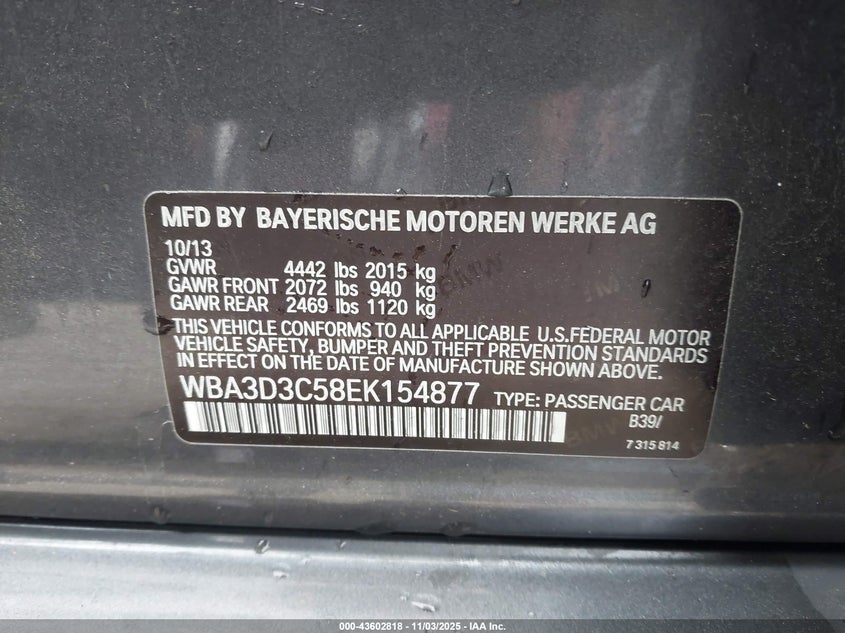 MFD BY BAYERISCHE MOTOREN WERKE AG
10/13
GVWR 4442 lbs 2015 kg
GAWR FRONT 2072 lbs 940 kg
GAWR REAR 2469 lbs 1120 kg
THIS VEHICLE CONFORMS TO ALL APPLICABLE U.S.FEDERAL MOTOR
VEHICLE SAFETY, BUMPER AND THEFT PREVENTION STANDARDS
IN EFFECT ON THE DATE OF MANUFACTURE SHOWN ABOVE.
WBA3D3C58EK154877 TYPE: PASSENGER CAR
B39/
7 315 814
000-43602818 - 11/03/2025 - IAA Inc.